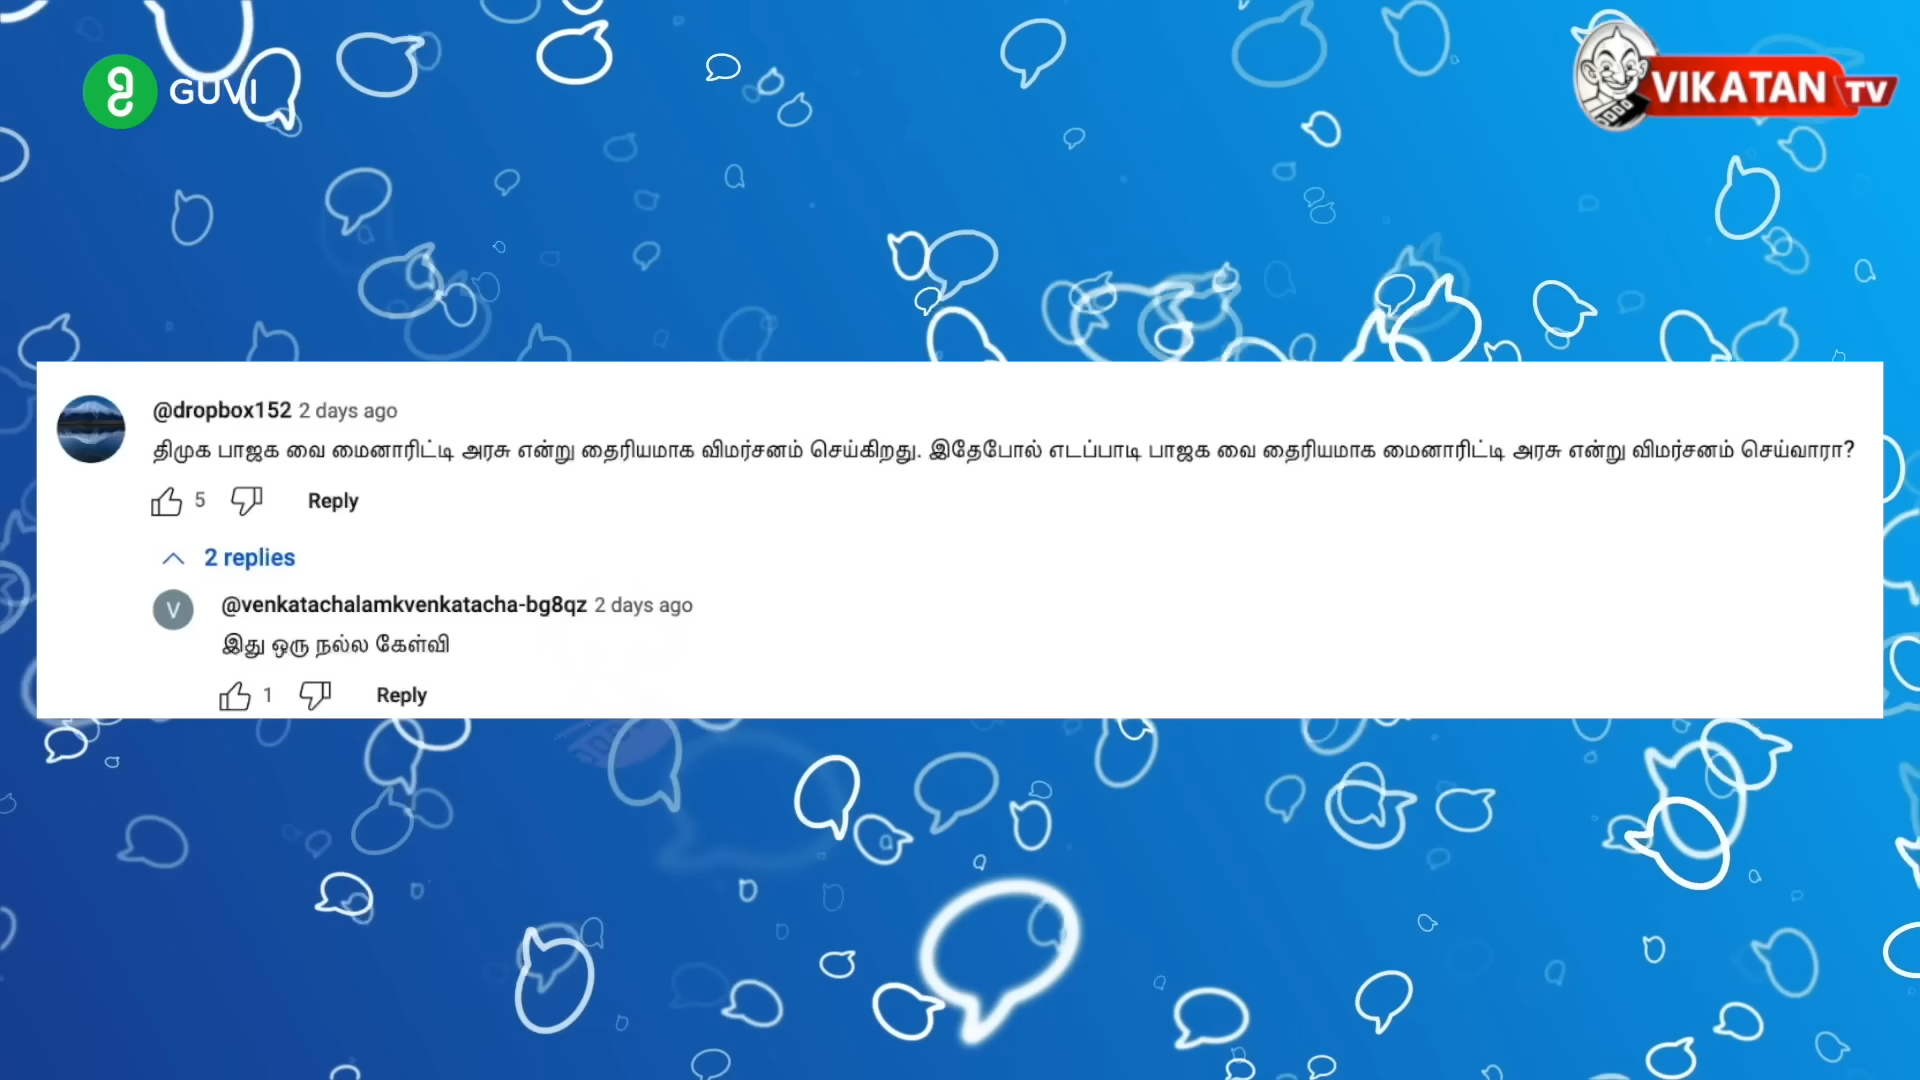 GUVI
VIKATAN TV
@dropbox152 2 days ago
திமுக பாஜக வை மைனாரிட்டி அரசு என்று தைரியமாக விமர்சனம் செய்கிறது. இதேபோல் எடப்பாடி பாஜக வை தைரியமாக மைனாரிட்டி அரசு என்று விமர்சனம் செய்வாரா?
5 Reply
2 replies
V
@venkatachalamkvenkatacha-bg8qz 2 days ago
இது ஒரு நல்ல கேள்வி
1 Reply